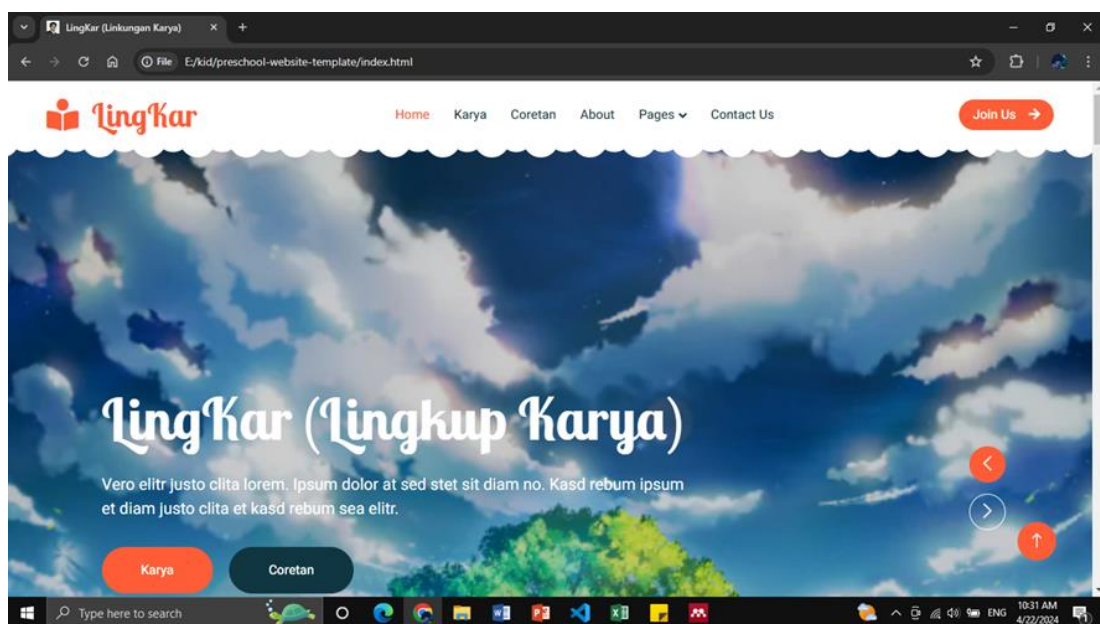 LingKar (Linkungan Karya)
File E:/kid/preschool-website-template/index.html
LingKar
Home Karya Coretan About Pages Contact Us
Join Us
LingKar (Lingkup Karya)
Vero elitr justo clita lorem. Ipsum dolor at sed stet sit diam no. Kasd rebum ipsum
et diam justo clita et kasd rebum sea elitr.
Karya Coretan
Type here to search
ENG
10:31 AM
4/22/2024